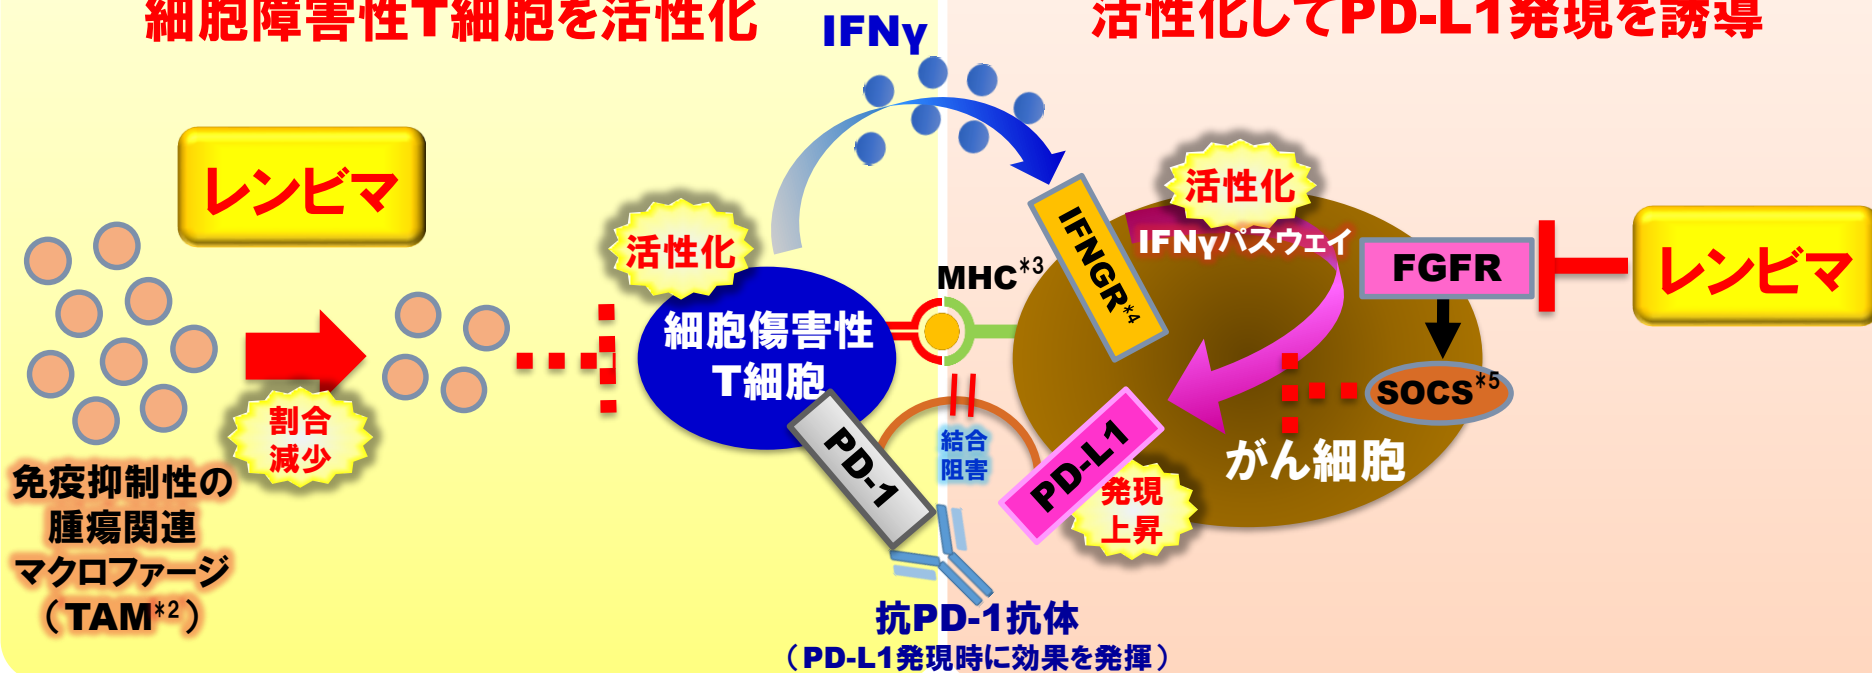 細胞障害性T細胞を活性化
活性化してPD-L1発現を誘導
IFNγ
レンビマ
活性化
活性化
IFNγパスウェイ
IFNGR*4
MHC*3
FGFR
レンビマ
細胞傷害性
T細胞
SOCS*5
割合
減少
PD-1
結合
阻害
PD-L1
がん細胞
発現
上昇
免疫抑制性の
腫瘍関連
マクロファージ
（TAM*2）
抗PD-1抗体
（PD-L1発現時に効果を発揮）